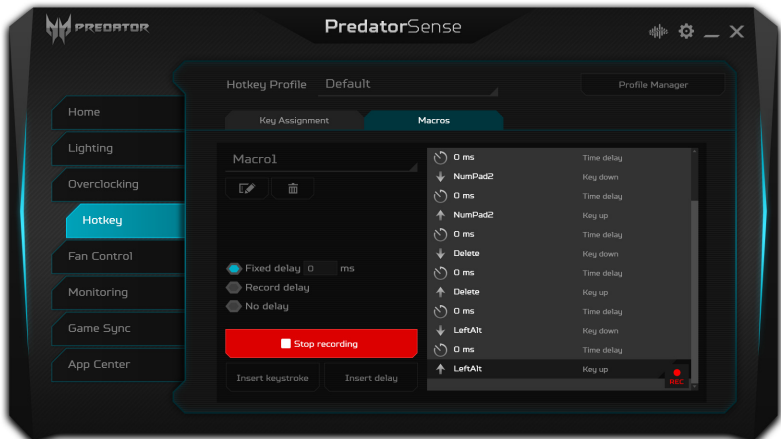 PREDATOR
PredatorSense
Hotkey Profile Default
Profile Manager
Key Assignment
Macros
Home
Lighting
Overclocking
Hotkey
Fan Control
Monitoring
Game Sync
App Center
Macro1
Fixed delay 0 ms
Record delay
No delay
Stop recording
Insert keystroke
Insert delay
0 ms Time delay
NumPad2 Key down
0 ms Time delay
NumPad2 Key up
0 ms Time delay
Delete Key down
0 ms Time delay
Delete Key up
0 ms Time delay
LeftAlt Key down
0 ms Time delay
LeftAlt Key up
REC